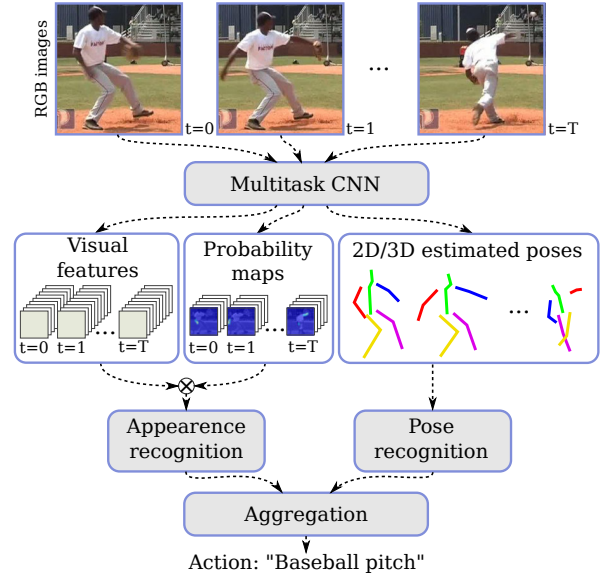 RGB images
t=0
t=1
...
t=T
Multitask CNN
Visual
features
t=0
t=1
...
t=T
Probability
maps
t=0
t=1
...
t=T
2D/3D estimated poses
...
Appearence
recognition
Pose
recognition
Aggregation
Action: "Baseball pitch"